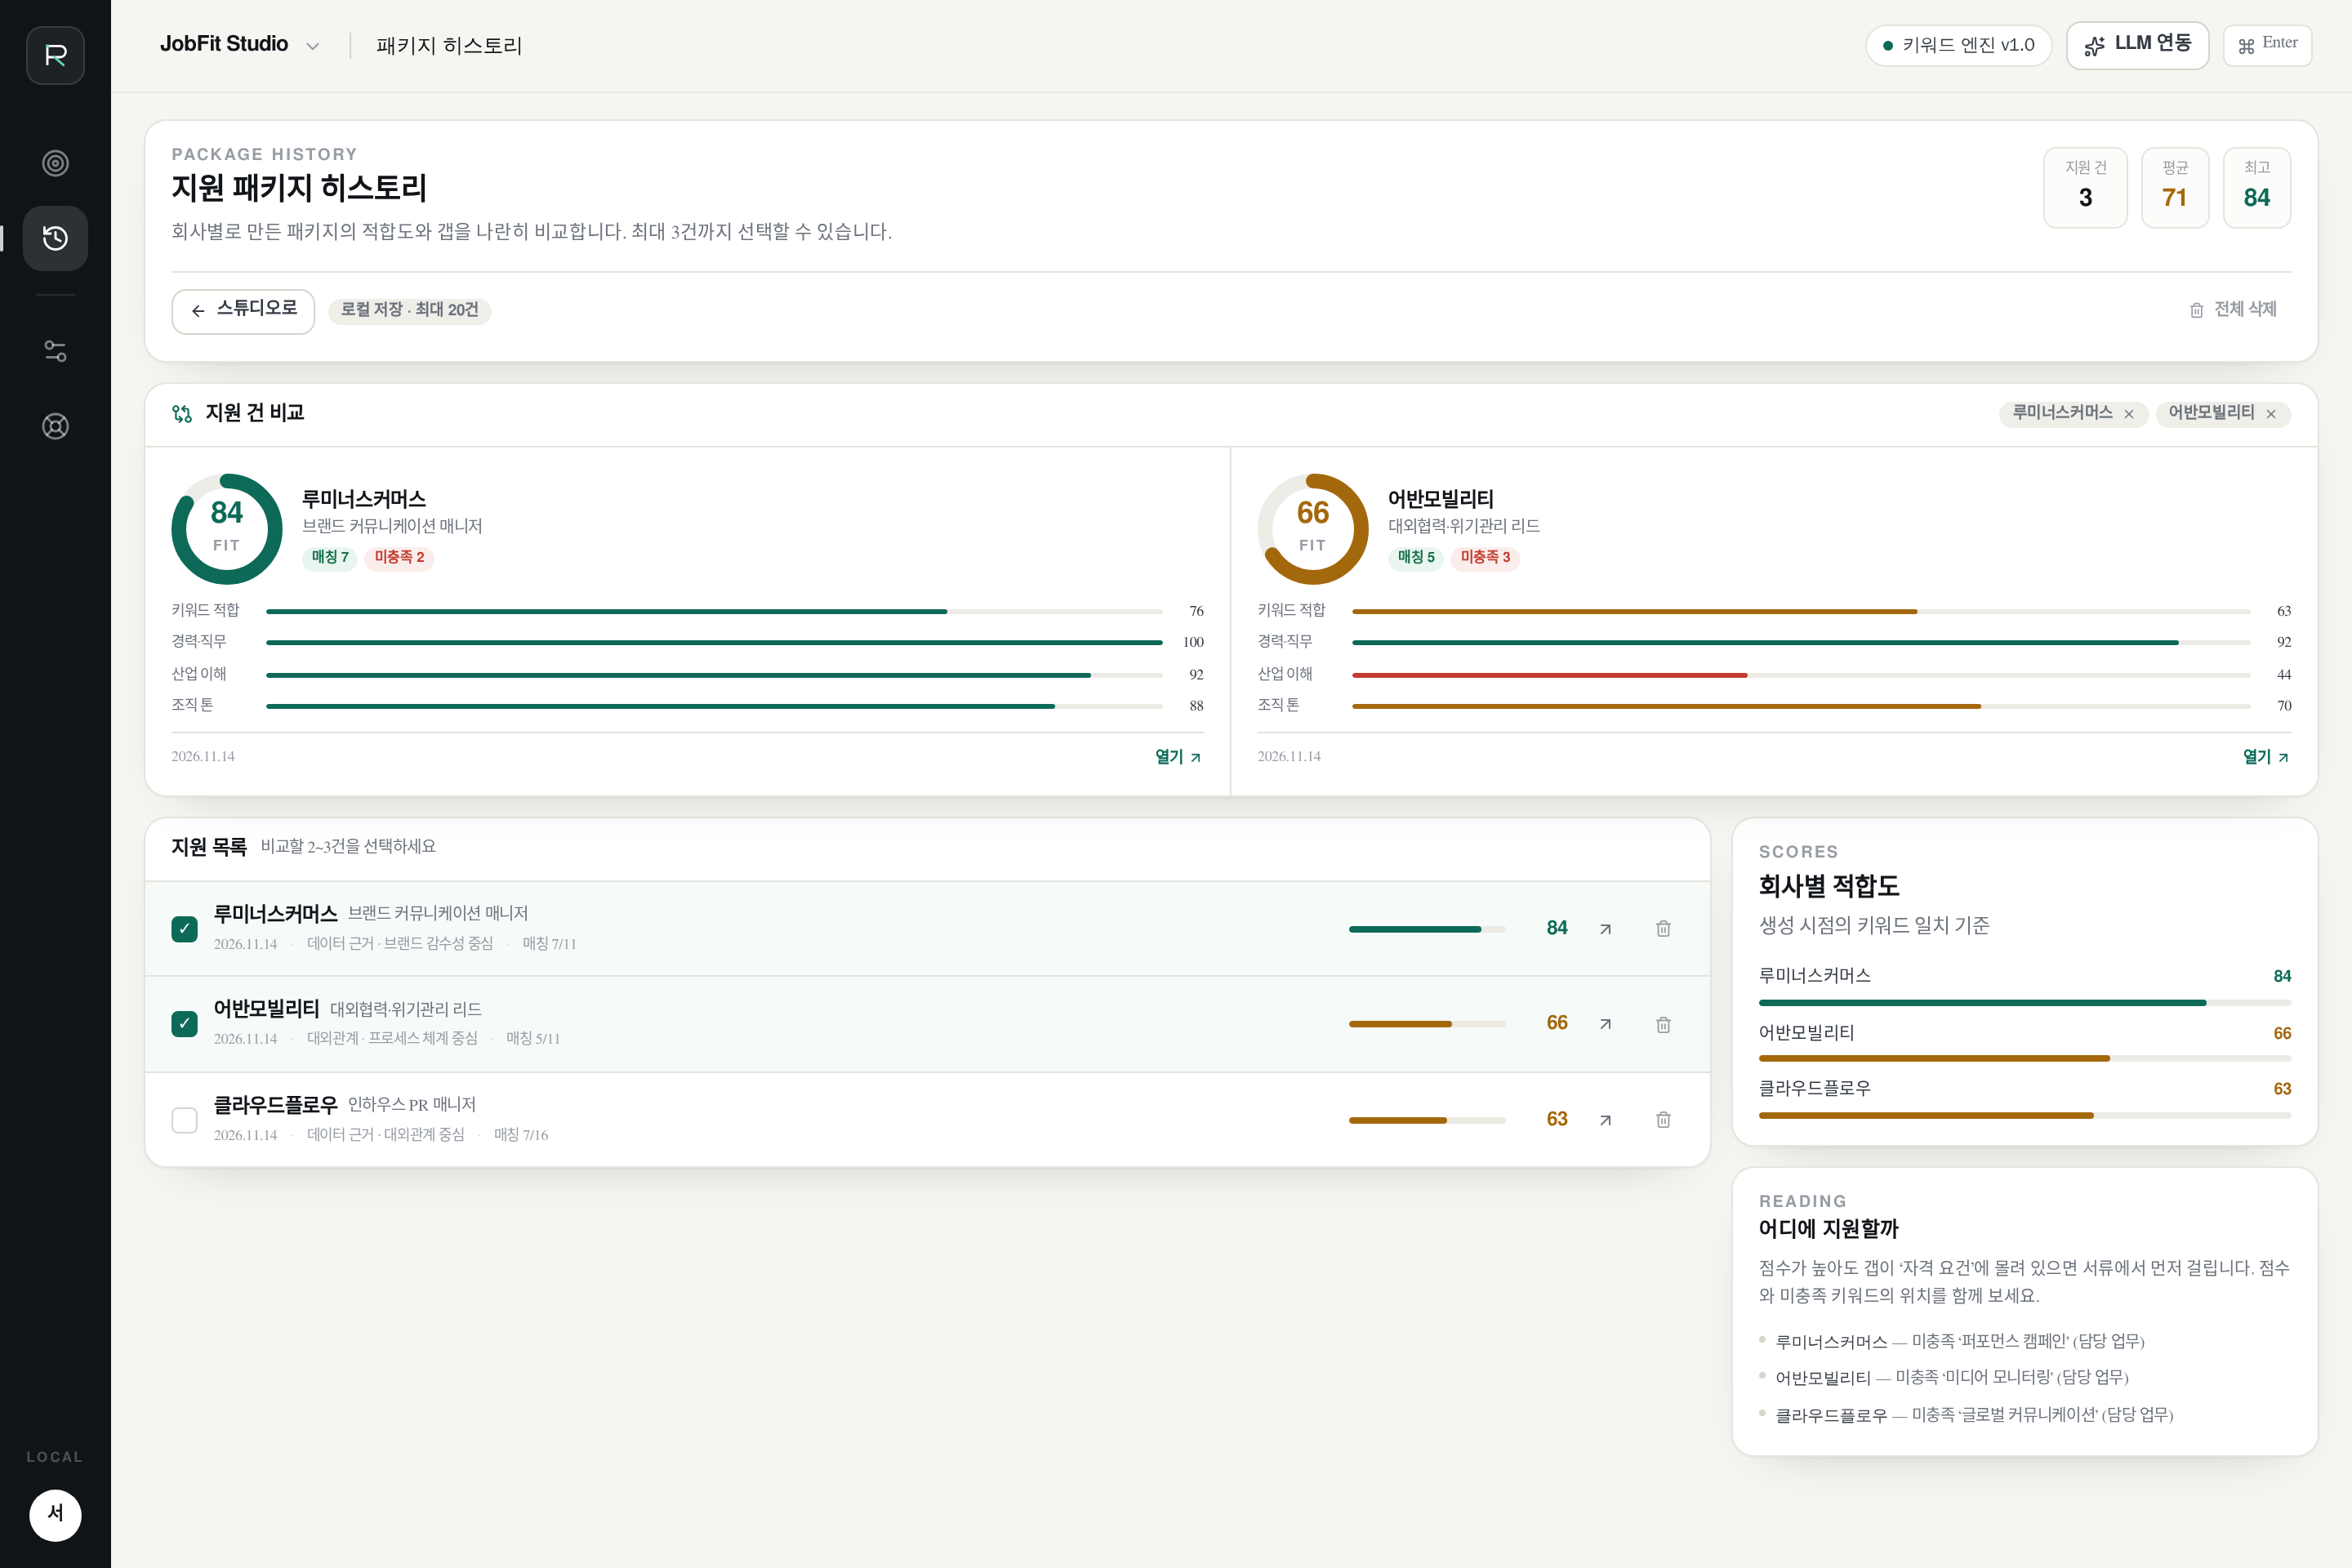 JobFit Studio
패키지 히스토리
키워드 엔진 v1.0
LLM 연동
⌘ Enter
PACKAGE HISTORY
지원 패키지 히스토리
회사별로 만든 패키지의 적합도와 갭을 나란히 비교합니다. 최대 3건까지 선택할 수 있습니다.
지원 건
3
평균
71
최고
84
← 스튜디오로
로컬 저장 · 최대 20건
전체 삭제
지원 건 비교
루미너스커머스 ×
어반모빌리티 ×
84
FIT
루미너스커머스
브랜드 커뮤니케이션 매니저
매칭 7
미충족 2
키워드 적합 76
경력·직무 100
산업 이해 92
조직 톤 88
2026.11.14
열기 ↗
66
FIT
어반모빌리티
대외협력·위기관리 리드
매칭 5
미충족 3
키워드 적합 63
경력·직무 92
산업 이해 44
조직 톤 70
2026.11.14
열기 ↗
지원 목록 비교할 2~3건을 선택하세요
루미너스커머스 브랜드 커뮤니케이션 매니저
2026.11.14 · 데이터 근거 · 브랜드 감수성 중심 · 매칭 7/11
84
어반모빌리티 대외협력·위기관리 리드
2026.11.14 · 대외관계 · 프로세스 체계 중심 · 매칭 5/11
66
클라우드플로우 인하우스 PR 매니저
2026.11.14 · 데이터 근거 · 대외관계 중심 · 매칭 7/16
63
SCORES
회사별 적합도
생성 시점의 키워드 일치 기준
루미너스커머스 84
어반모빌리티 66
클라우드플로우 63
READING
어디에 지원할까
점수가 높아도 갭이 ‘자격 요건’에 몰려 있으면 서류에서 먼저 걸립니다. 점수
와 미충족 키워드의 위치를 함께 보세요.
루미너스커머스 — 미충족 ‘퍼포먼스 캠페인’ (담당 업무)
어반모빌리티 — 미충족 ‘미디어 모니터링’ (담당 업무)
클라우드플로우 — 미충족 ‘글로벌 커뮤니케이션’ (담당 업무)
LOCAL
서